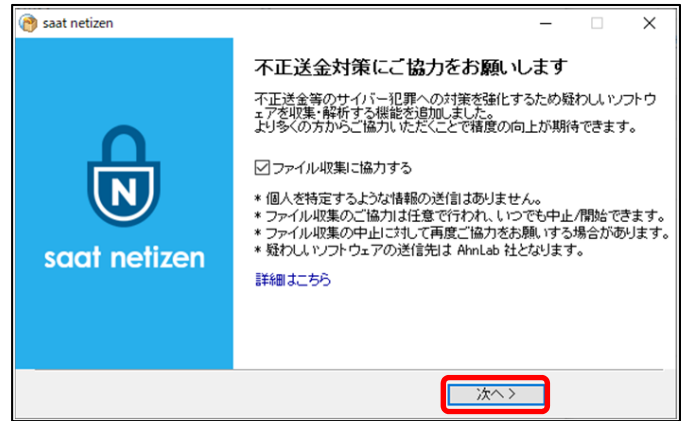 saat netizen
不正送金対策にご協力をお願いします
不正送金等のサイバー犯罪への対策を強化するため疑わしいソフトウ
ェアを収集・解析する機能を追加しました。
より多くの方からご協力いただくことで精度の向上が期待できます。
ファイル収集に協力する
* 個人を特定するような情報の送信はありません。
* ファイル収集のご協力は任意で行われ、いつでも中止/開始できます。
* ファイル収集の中止に対して再度ご協力をお願いする場合があります。
* 疑わしいソフトウェアの送信先は AhnLab 社となります。
詳細はこちら
N
saat netizen
次へ >